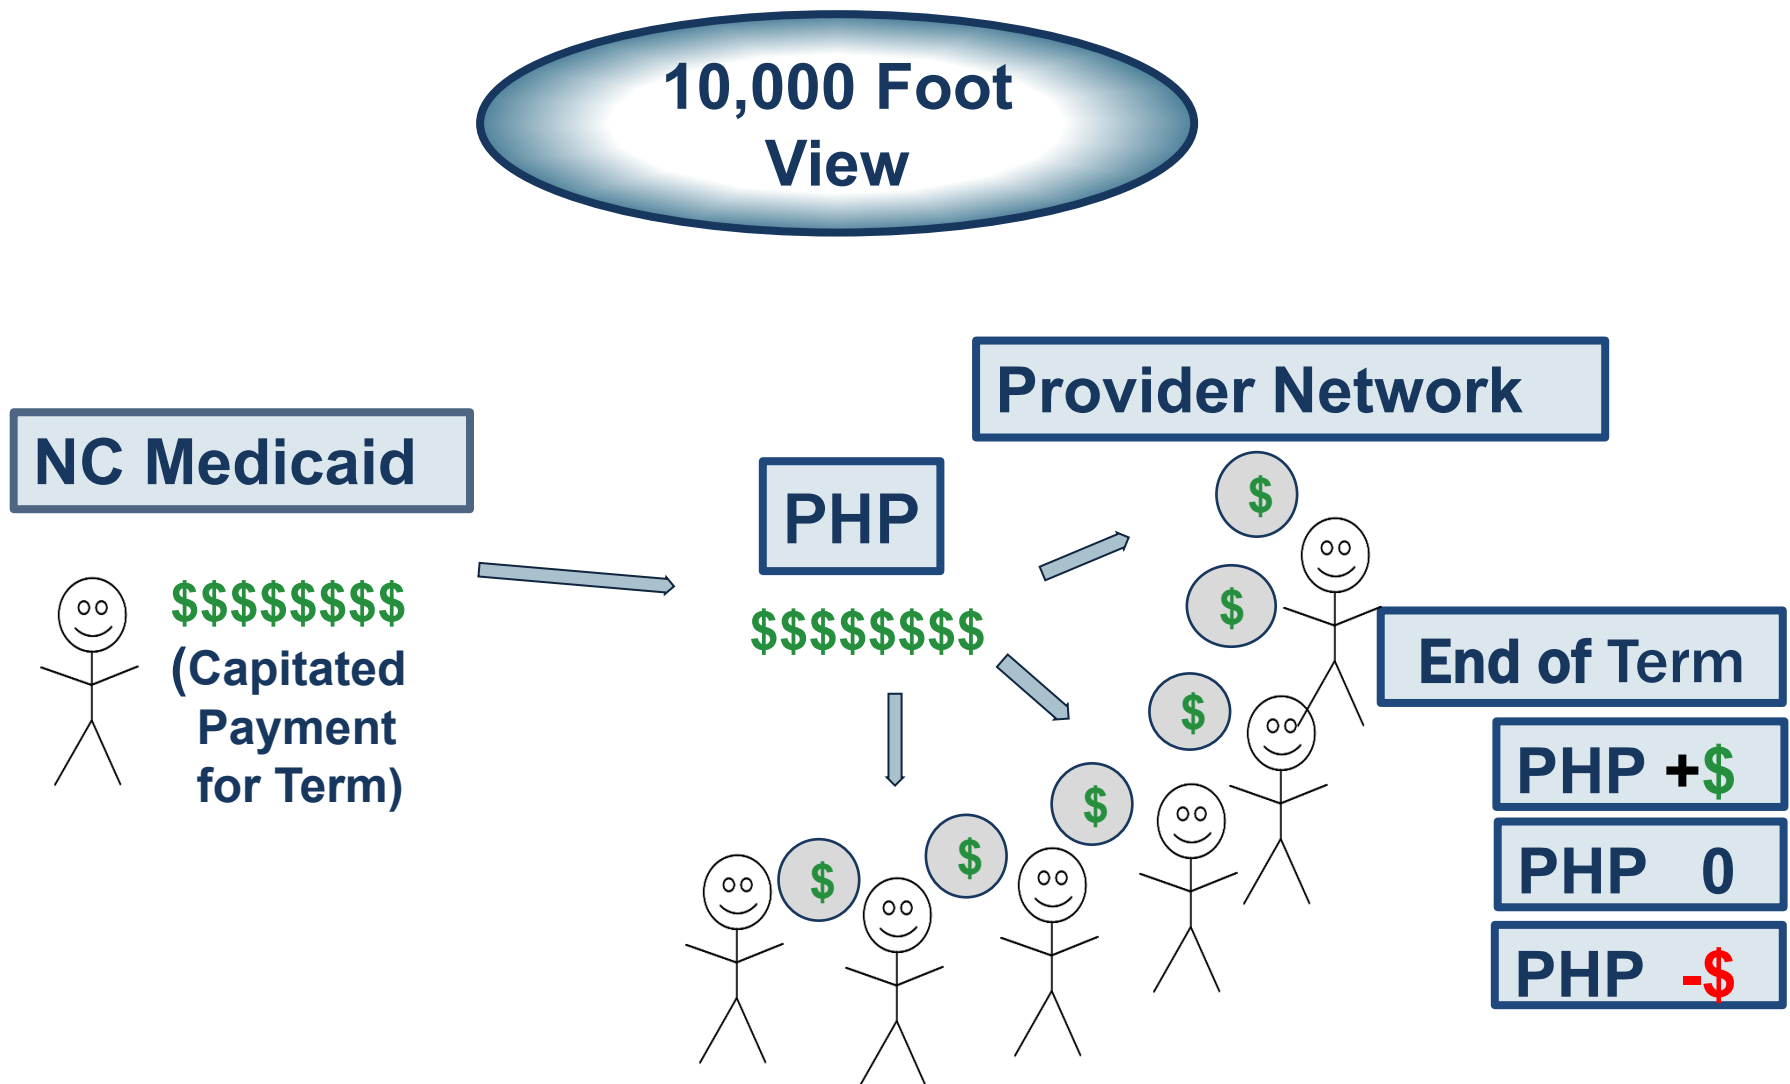 10,000 Foot
View
Provider Network
NC Medicaid
PHP
$$$$$$$$
(Capitated
Payment
for Term)
$$$$$$$$
$
$
$
$
$
$
End of Term
PHP +$
PHP 0
PHP -$